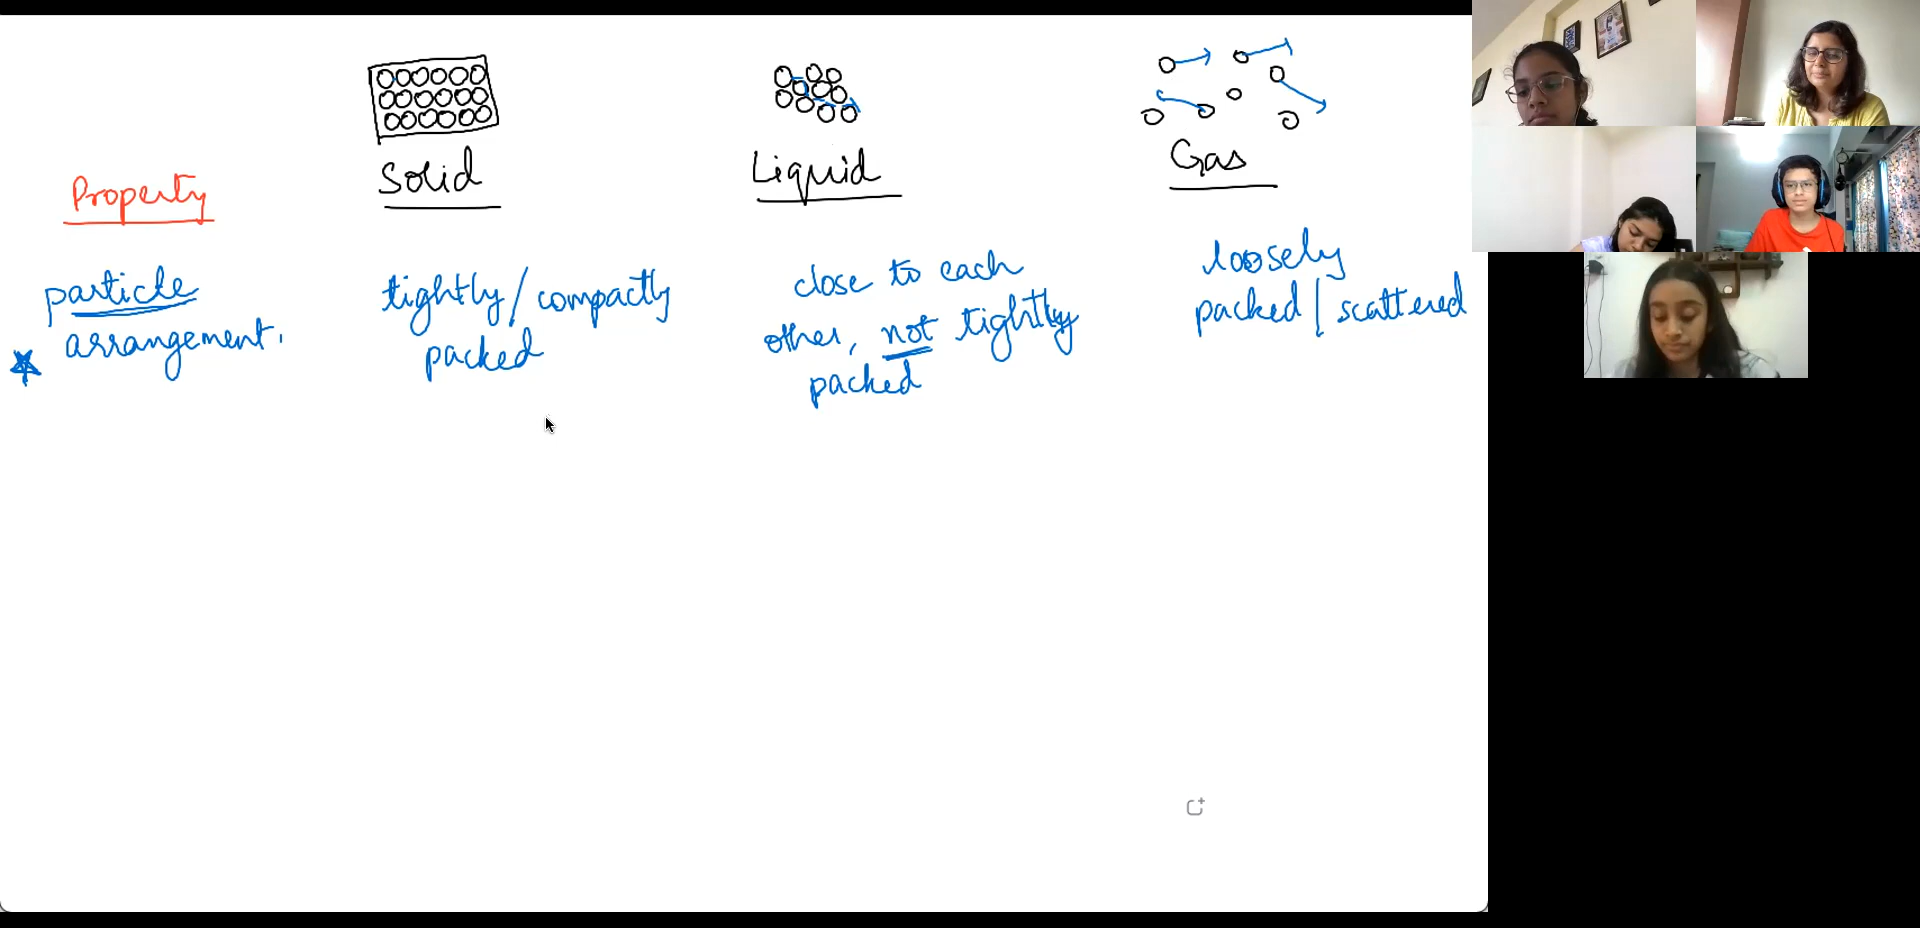 Solid
Liquid
Gas
Property
particle
arrangement.
tightly/compactly
packed
close to each
other, not tightly
packed
loosely
packed/scattered